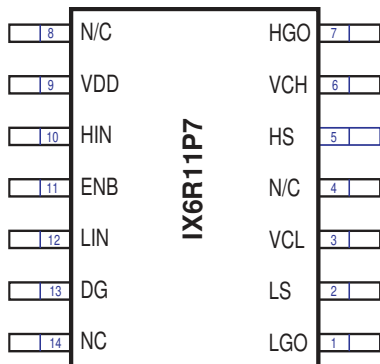 8 N/C HGO 7
9 VDD VCH 6
10 HIN HS 5
11 ENB N/C 4
12 LIN VCL 3
13 DG LS 2
14 NC LGO 1
IX6R11P7